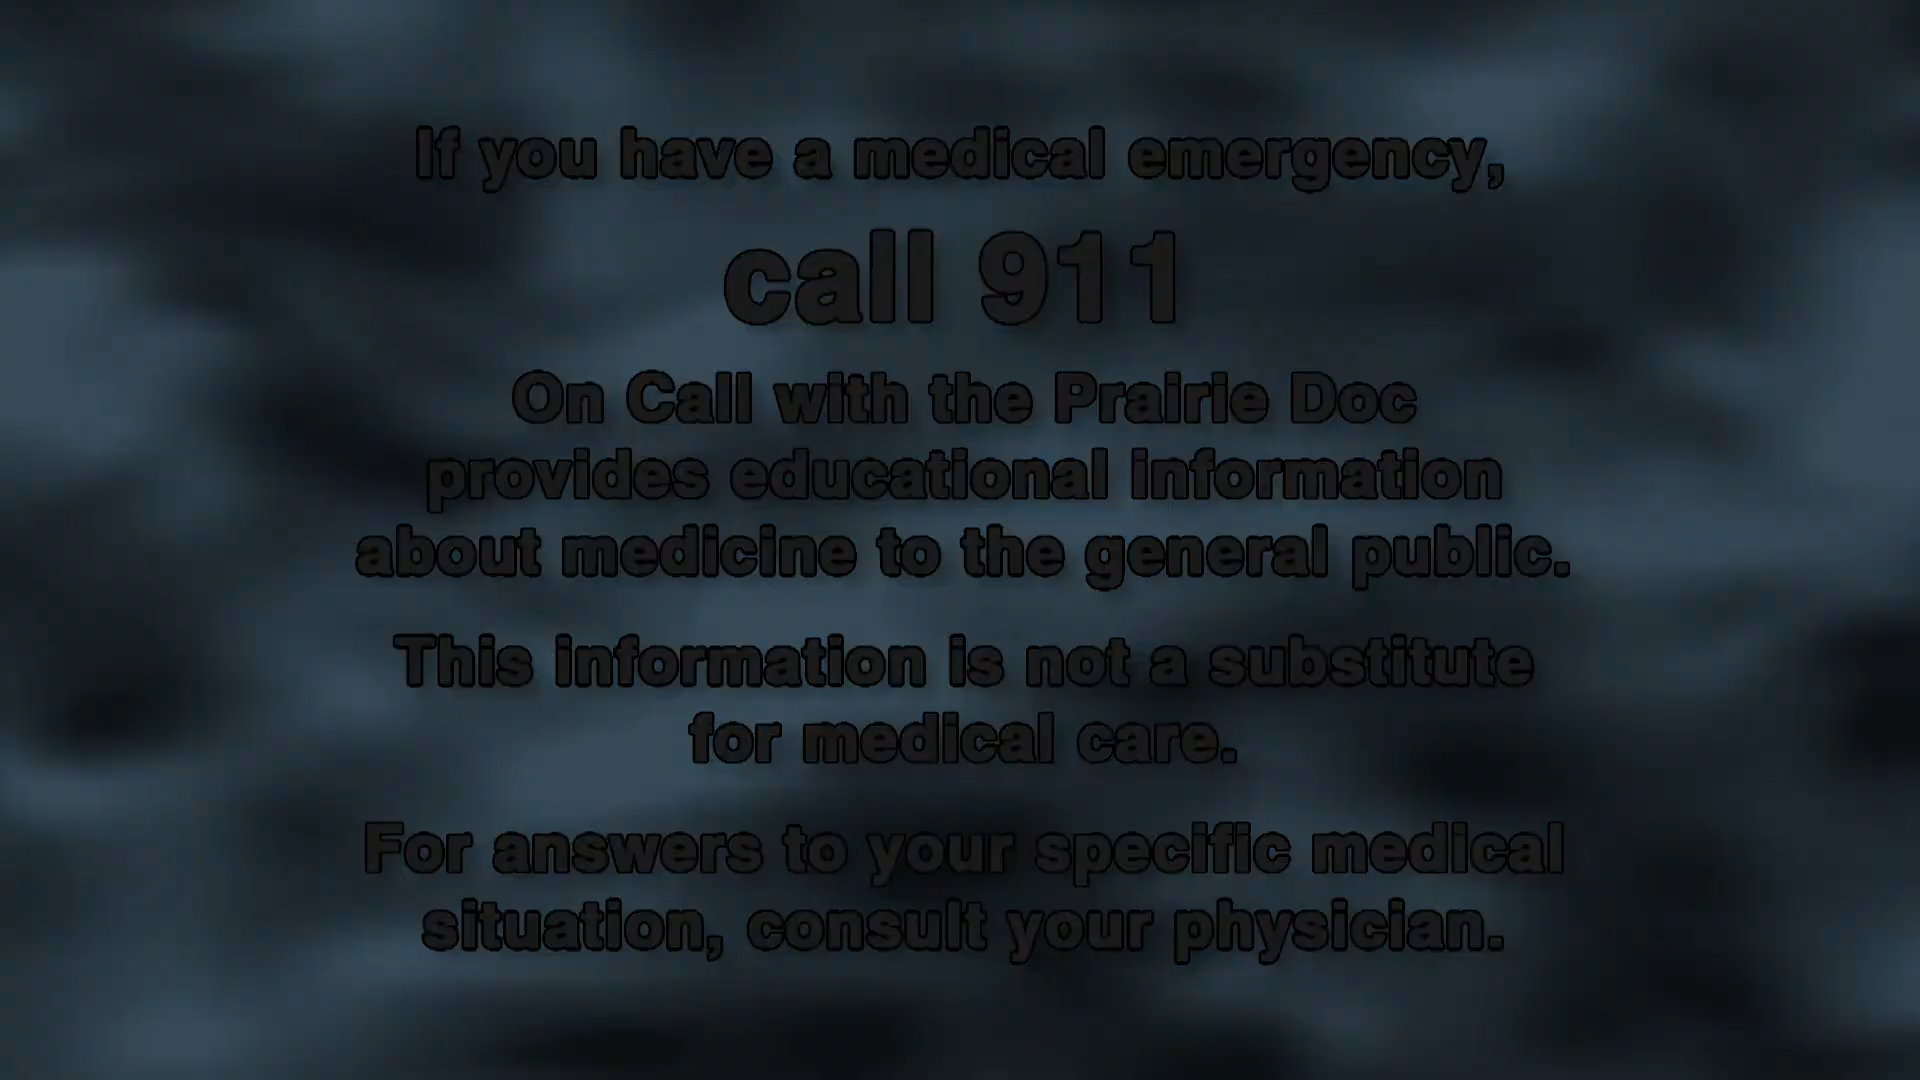 If you have a medical emergency,
call 911
On Call with the Prairie Doc
provides educational information
about medicine to the general public.
This information is not a substitute
for medical care.
For answers to your specific medical
situation, consult your physician.